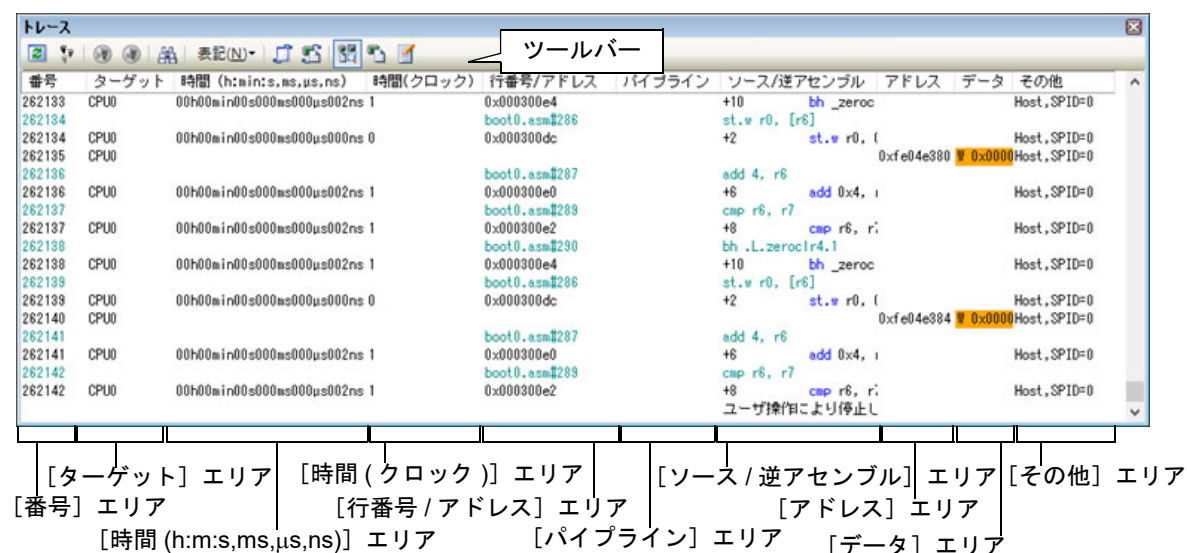 トレース
表記(N)▾
ツールバー
番号 ターゲット 時間 (h:min:s,ms,μs,ns) 時間(クロック) 行番号/アドレス パイプライン ソース/逆アセンブル アドレス データ その他
262133 CPU0 00h00min00s000ms000μs002ns 1 0x000300e4 +10 bh _zeroc Host,SPID=0
262134 boot0.asm#286 st.w r0, [r6]
262134 CPU0 00h00min00s000ms000μs000ns 0 0x000300dc +2 st.w r0, Host,SPID=0
262135 CPU0 0xfe04e380 W 0x0000 Host,SPID=0
262136 boot0.asm#287 add 4, r6
262136 CPU0 00h00min00s000ms000μs002ns 1 0x000300e0 +6 add 0x4, Host,SPID=0
262137 boot0.asm#289 cmp r6, r7
262137 CPU0 00h00min00s000ms000μs002ns 1 0x000300e2 +8 cmp r6, Host,SPID=0
262138 boot0.asm#290 bh .L.zeroclr4.1
262138 CPU0 00h00min00s000ms000μs002ns 1 0x000300e4 +10 bh _zeroc Host,SPID=0
262139 boot0.asm#286 st.w r0, [r6]
262139 CPU0 00h00min00s000ms000μs000ns 0 0x000300dc +2 st.w r0, Host,SPID=0
262140 CPU0 0xfe04e384 W 0x0000 Host,SPID=0
262141 boot0.asm#287 add 4, r6
262141 CPU0 00h00min00s000ms000μs002ns 1 0x000300e0 +6 add 0x4, Host,SPID=0
262142 boot0.asm#289 cmp r6, r7
262142 CPU0 00h00min00s000ms000μs002ns 1 0x000300e2 +8 cmp r6, Host,SPID=0
ユーザ操作により停止し
［ターゲット］エリア ［時間 ( クロック )］エリア ［ソース / 逆アセンブル］エリア ［その他］エリア
［番号］エリア ［行番号 / アドレス］エリア ［アドレス］エリア
［時間 (h:m:s,ms,μs,ns)］エリア ［パイプライン］エリア ［データ］エリア